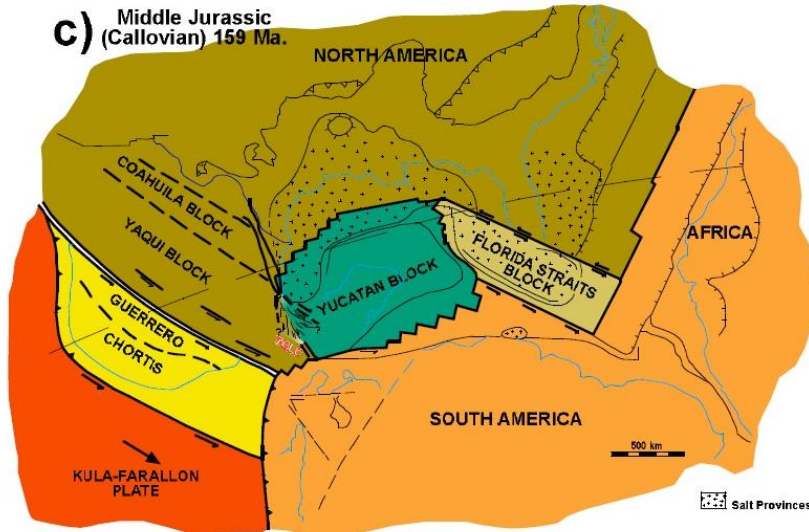 c) Middle Jurassic
(Callovian) 159 Ma.
NORTH AMERICA
COAHUILA BLOCK
YAQUI BLOCK
AFRICA
FLORIDA STRAITS
BLOCK
YUCATAN BLOCK
GUERRERO
CHORTIS
SOUTH AMERICA
500 km
KULA-FARALLON
PLATE
Salt Provinces